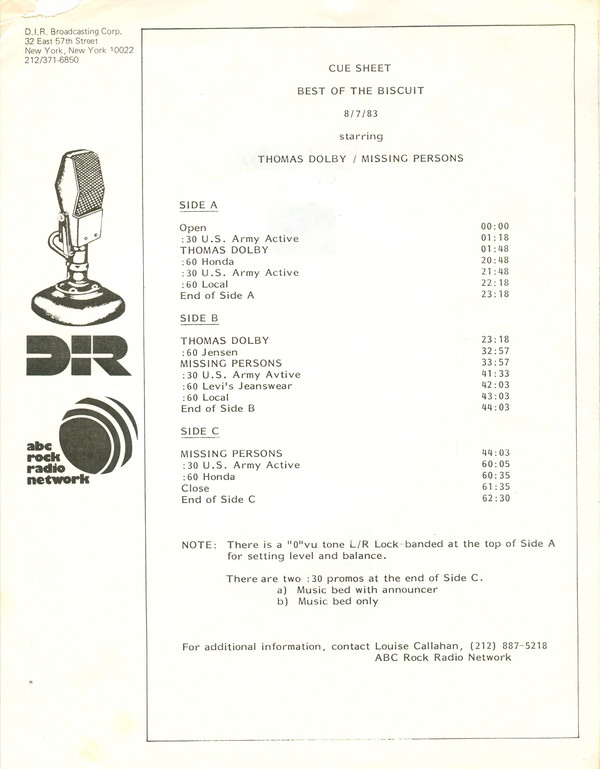 D.I.R. Broadcasting Corp.
32 East 57th Street
New York, New York 10022
212/371-6850
CUE SHEET
BEST OF THE BISCUIT
8/7/83
starring
THOMAS DOLBY / MISSING PERSONS
SIDE A
Open 00:00
:30 U.S. Army Active 01:18
THOMAS DOLBY 01:48
:60 Honda 20:48
:30 U.S. Army Active 21:48
:60 Local 22:18
End of Side A 23:18
SIDE B
THOMAS DOLBY 23:18
:60 Jensen 32:57
MISSING PERSONS 33:57
:30 U.S. Army Avtive 41:33
:60 Levi's Jeanswear 42:03
:60 Local 43:03
End of Side B 44:03
SIDE C
MISSING PERSONS 44:03
:30 U.S. Army Active 60:05
:60 Honda 60:35
Close 61:35
End of Side C 62:30
NOTE: There is a "0"vu tone L/R Lock-banded at the top of Side A
for setting level and balance.
There are two :30 promos at the end of Side C.
a) Music bed with announcer
b) Music bed only
For additional information, contact Louise Callahan, (212) 887-5218
ABC Rock Radio Network
DIR
abc
rock
radio
network